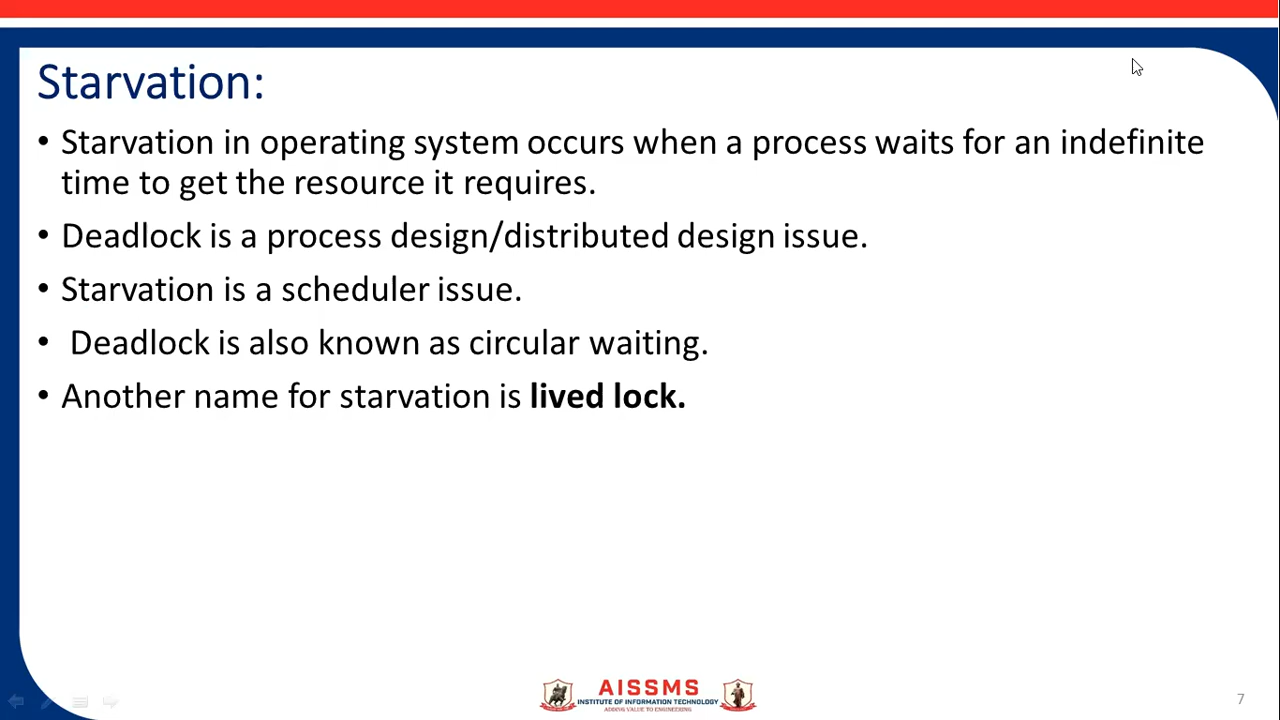 Starvation:
• Starvation in operating system occurs when a process waits for an indefinite
time to get the resource it requires.
• Deadlock is a process design/distributed design issue.
• Starvation is a scheduler issue.
• Deadlock is also known as circular waiting.
• Another name for starvation is lived lock.
AISSMS
INSTITUTE OF INFORMATION TECHNOLOGY
ADDING VALUE TO ENGINEERING
7